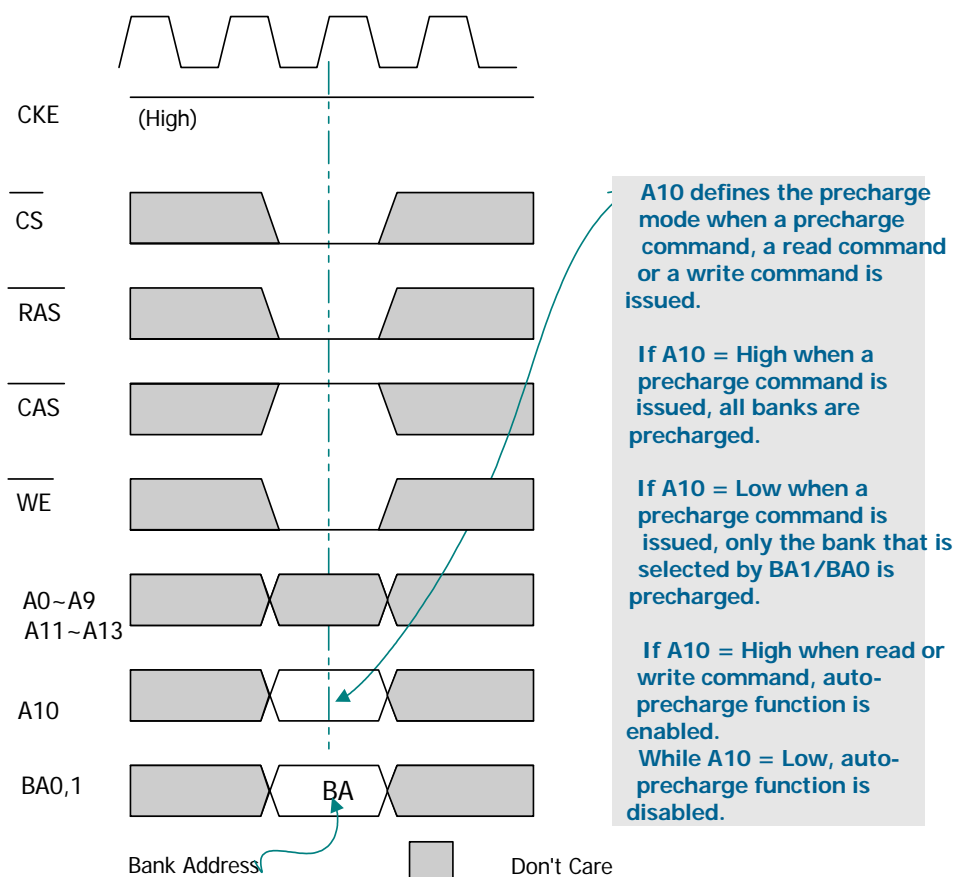 CKE
(High)
CS
RAS
CAS
WE
A0~A9
A11~A13
A10
BA0,1
BA
Bank Address
Don't Care
A10 defines the precharge
mode when a precharge
command, a read command
or a write command is
issued.
If A10 = High when a
precharge command is
issued, all banks are
precharged.
If A10 = Low when a
precharge command is
issued, only the bank that is
selected by BA1/BA0 is
precharged.
If A10 = High when read or
write command, auto-
precharge function is
enabled.
While A10 = Low, auto-
precharge function is
disabled.